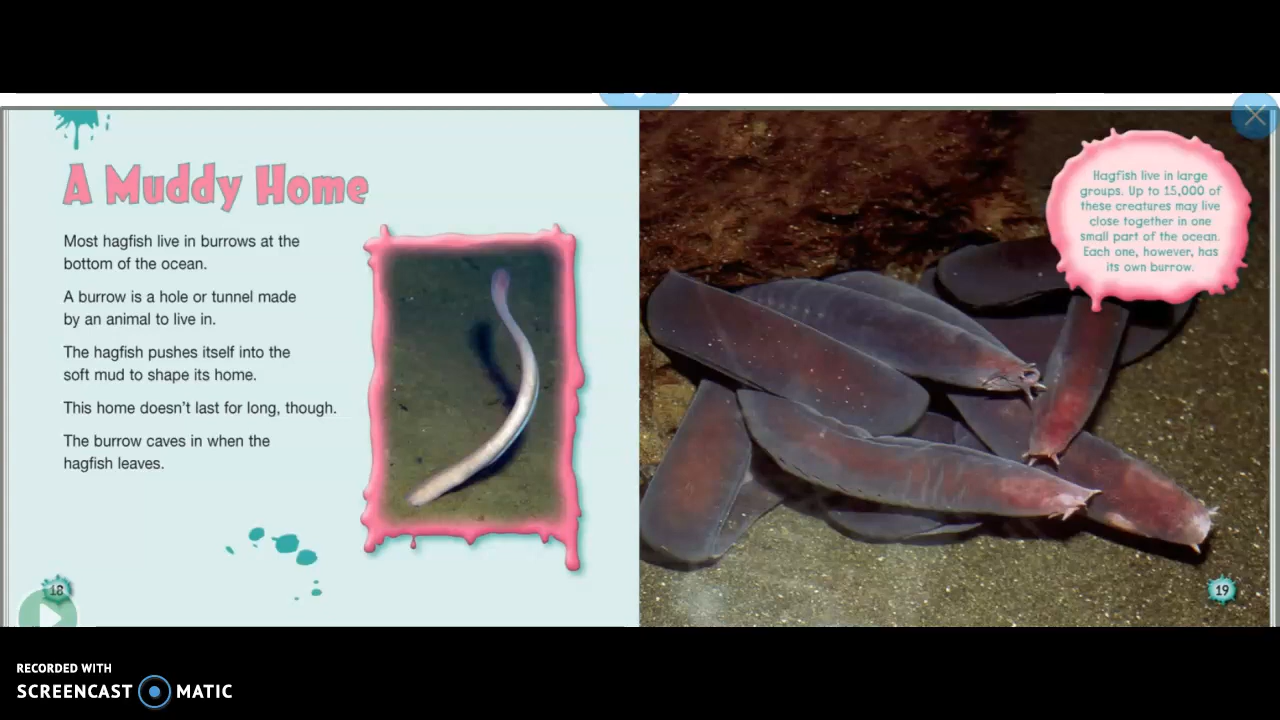 A Muddy Home
Most hagfish live in burrows at the
bottom of the ocean.
A burrow is a hole or tunnel made
by an animal to live in.
The hagfish pushes itself into the
soft mud to shape its home.
This home doesn't last for long, though.
The burrow caves in when the
hagfish leaves.
18
Hagfish live in large
groups. Up to 15,000 of
these creatures may live
close together in one
small part of the ocean.
Each one, however, has
its own burrow.
19
RECORDED WITH
SCREENCAST MATIC